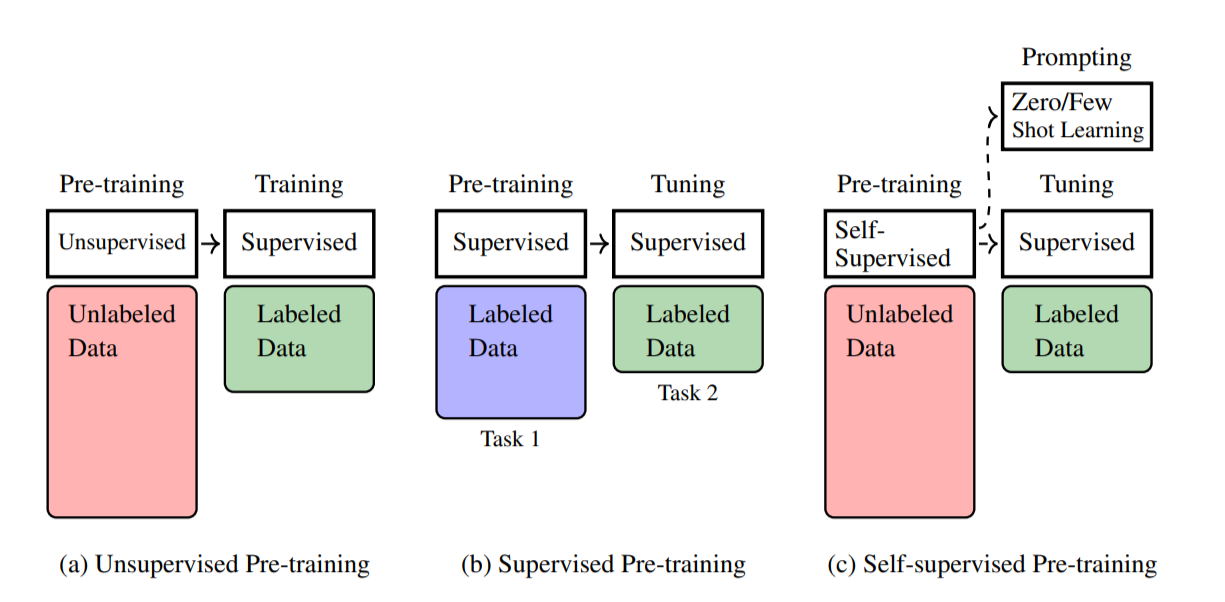 Prompting
Zero/Few
Shot Learning
Pre-training
Training
Pre-training
Tuning
Pre-training
Tuning
Unsupervised
Supervised
Supervised
Supervised
Self-
Supervised
Supervised
Unlabeled
Data
Labeled
Data
Labeled
Data
Labeled
Data
Unlabeled
Data
Labeled
Data
Task 2
Task 1
(a) Unsupervised Pre-training
(b) Supervised Pre-training
(c) Self-supervised Pre-training